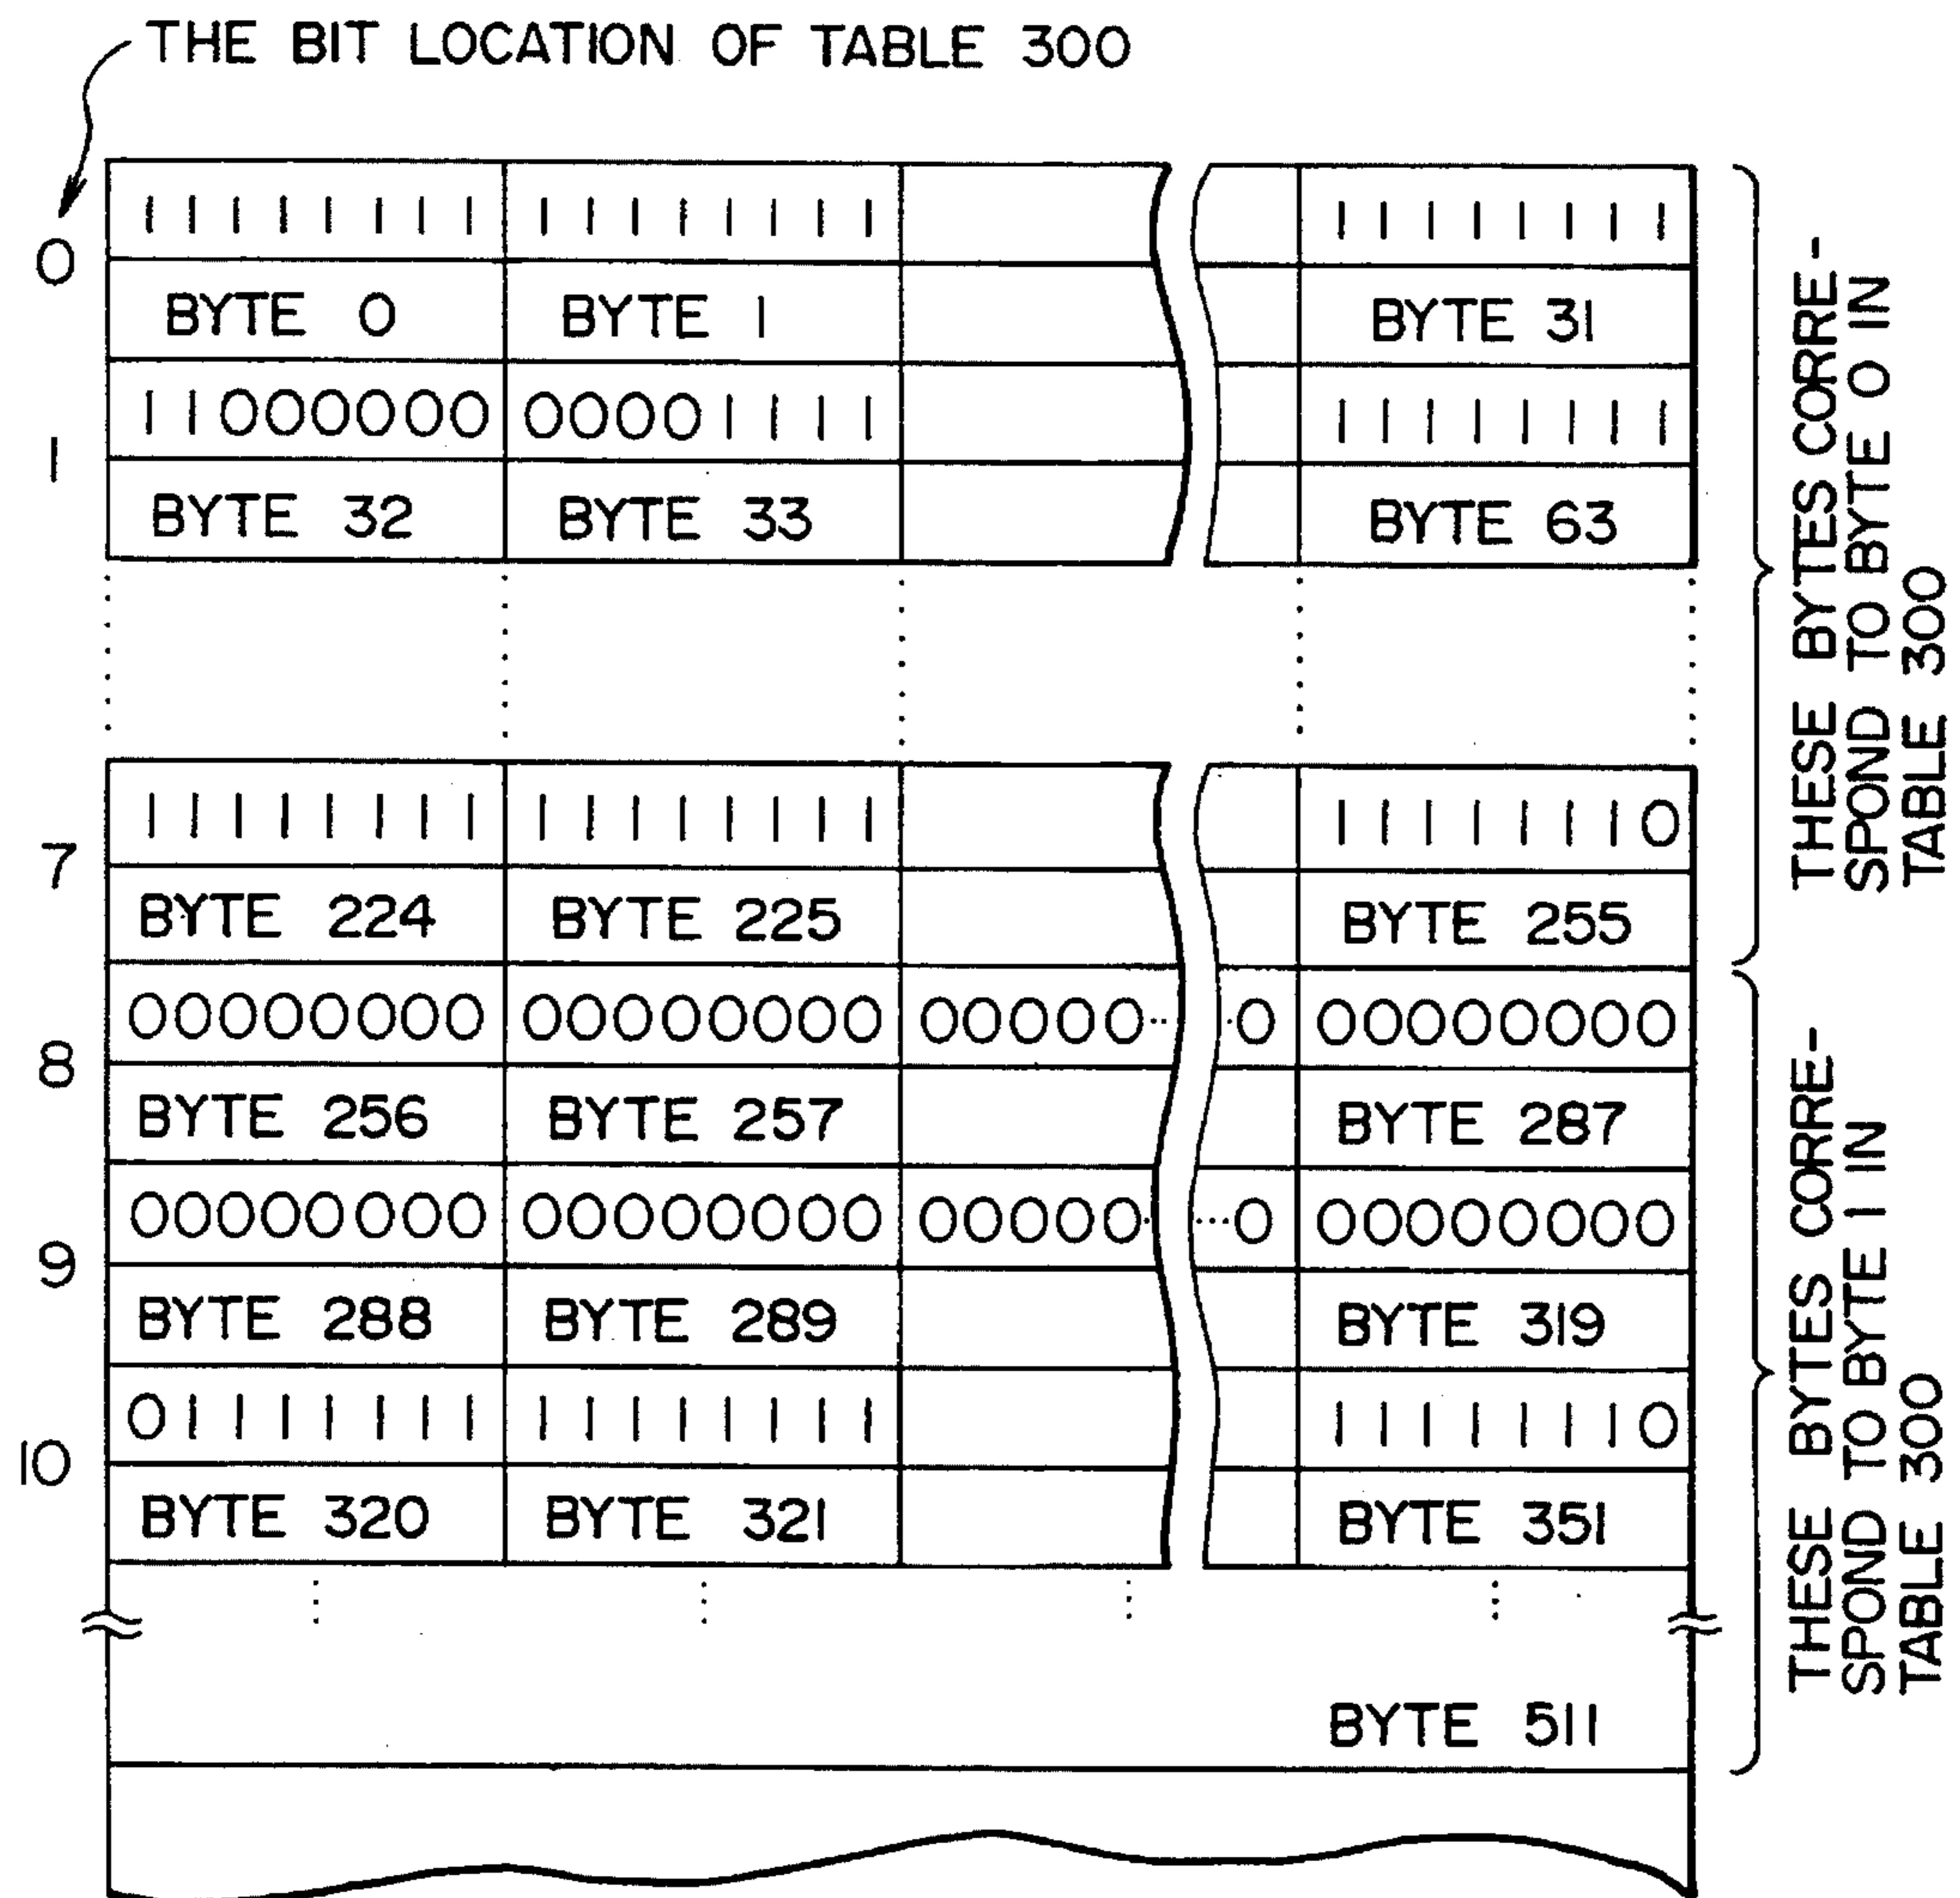 THE BIT LOCATION OF TABLE 300
0
11111111 11111111 11111111
BYTE 0 BYTE 1 BYTE 31
1
11000000 00001111 11111111
BYTE 32 BYTE 33 BYTE 63
7
11111111 11111111 11111110
BYTE 224 BYTE 225 BYTE 255
8
00000000 00000000 00000·· ··0 00000000
BYTE 256 BYTE 257 BYTE 287
9
00000000 00000000 00000· ···0 00000000
BYTE 288 BYTE 289 BYTE 319
10
01111111 11111111 11111110
BYTE 320 BYTE 321 BYTE 351
BYTE 511
THESE BYTES CORRE-
SPOND TO BYTE 0 IN
TABLE 300
THESE BYTES CORRE-
SPOND TO BYTE 1 IN
TABLE 300